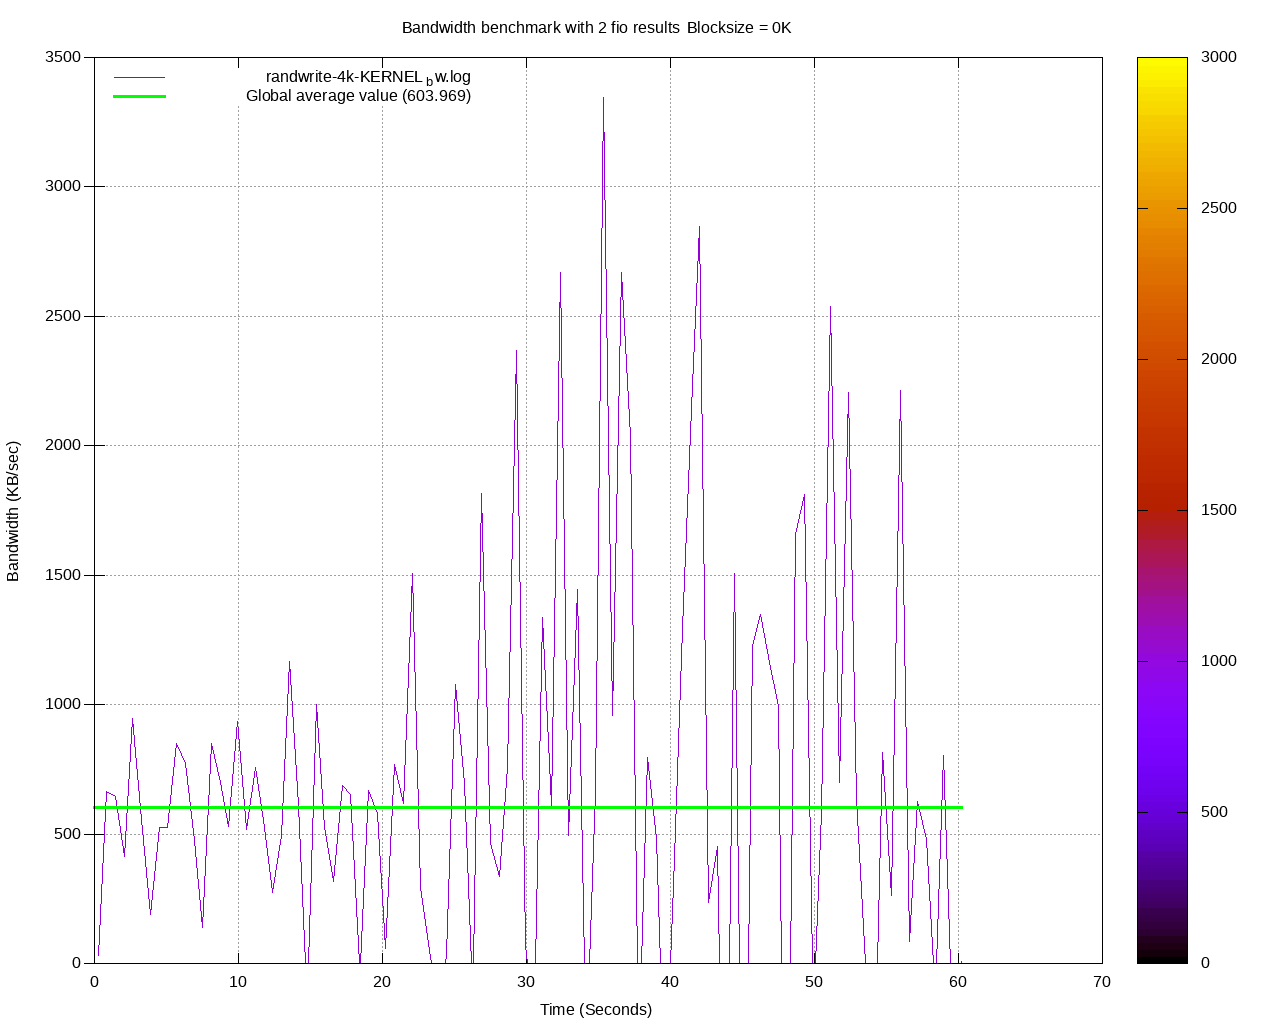 Bandwidth benchmark with 2 fio results Blocksize = 0K
randwrite-4k-KERNEL_bw.log
Global average value (603.969)
3500
3000
2500
2000
1500
1000
500
0
Bandwidth (KB/sec)
0 10 20 30 40 50 60 70
Time (Seconds)
3000
2500
2000
1500
1000
500
0